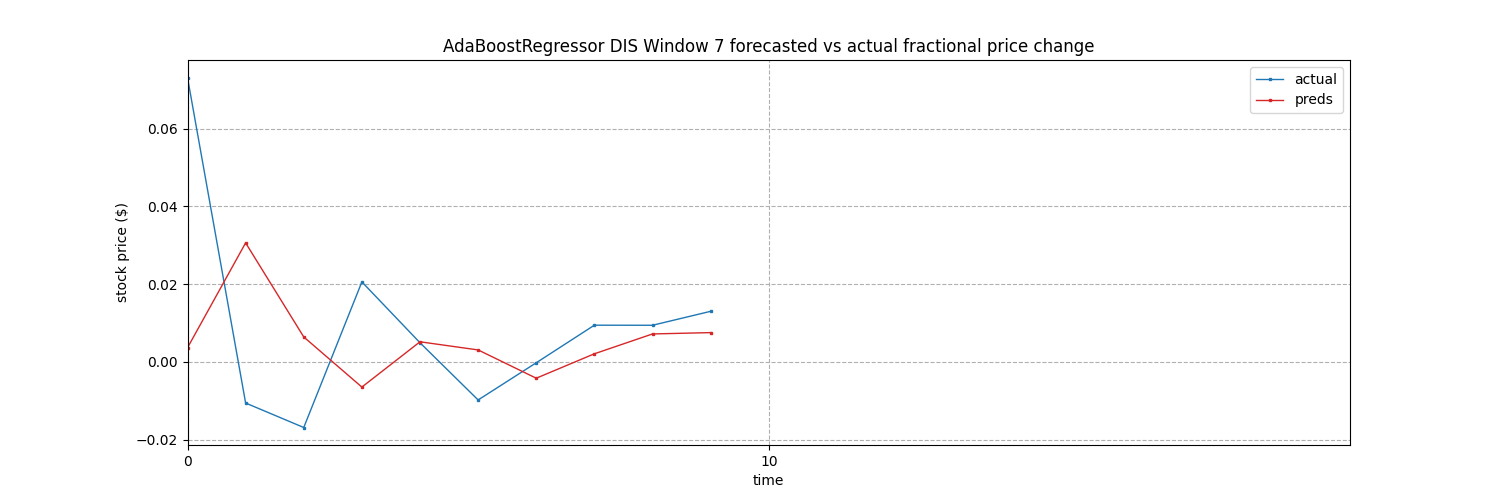 AdaBoostRegressor DIS Window 7 forecasted vs actual fractional price change
actual
preds
0.06
0.04
0.02
0.00
−0.02
stock price ($)
0
10
time